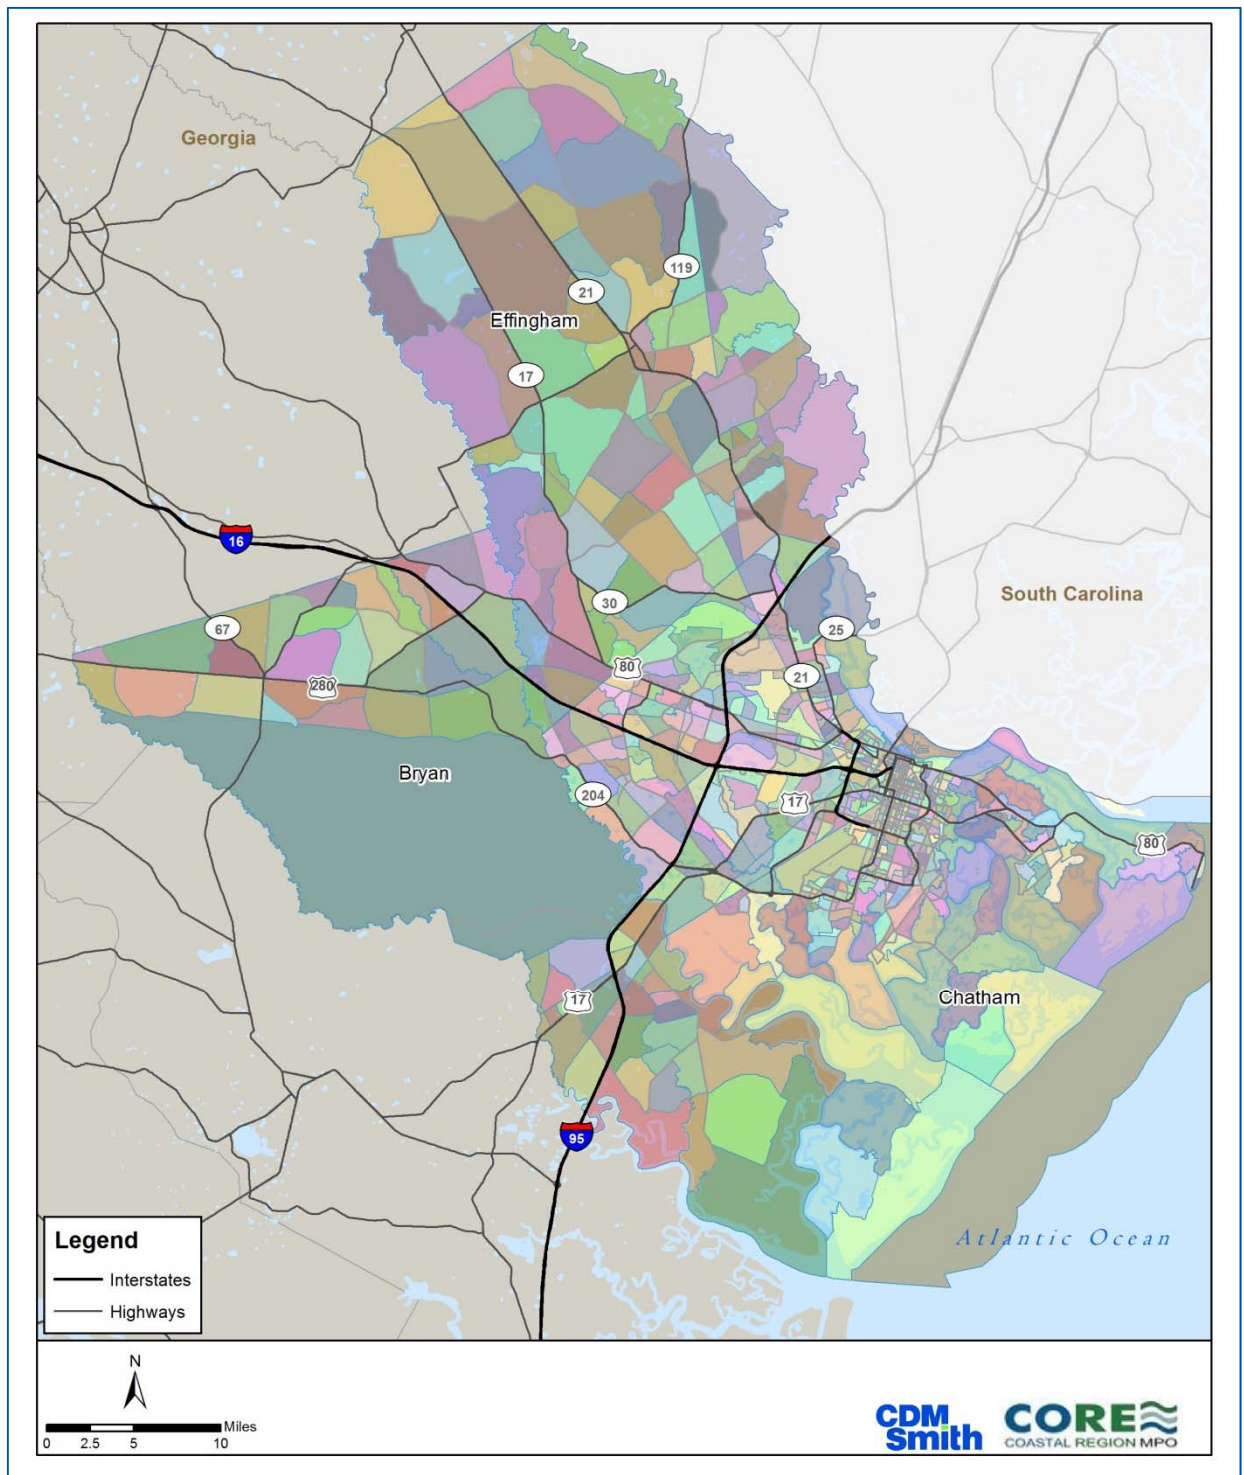 Georgia
119
21
Effingham
17
16
South Carolina
30
67
25
80
21
280
Bryan
204
17
80
Chatham
17
95
Atlantic Ocean
Legend
Interstates
Highways
N
Miles
0 2.5 5 10
CDM
Smith
CORE
COASTAL REGION MPO